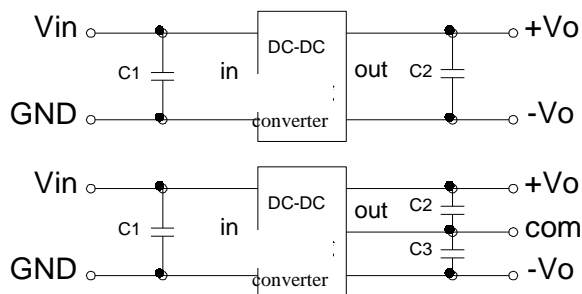 Vin DC-DC +Vo
C1 in out C2
GND converter -Vo
Vin DC-DC +Vo
C1 in out C2 com
C3
GND converter -Vo